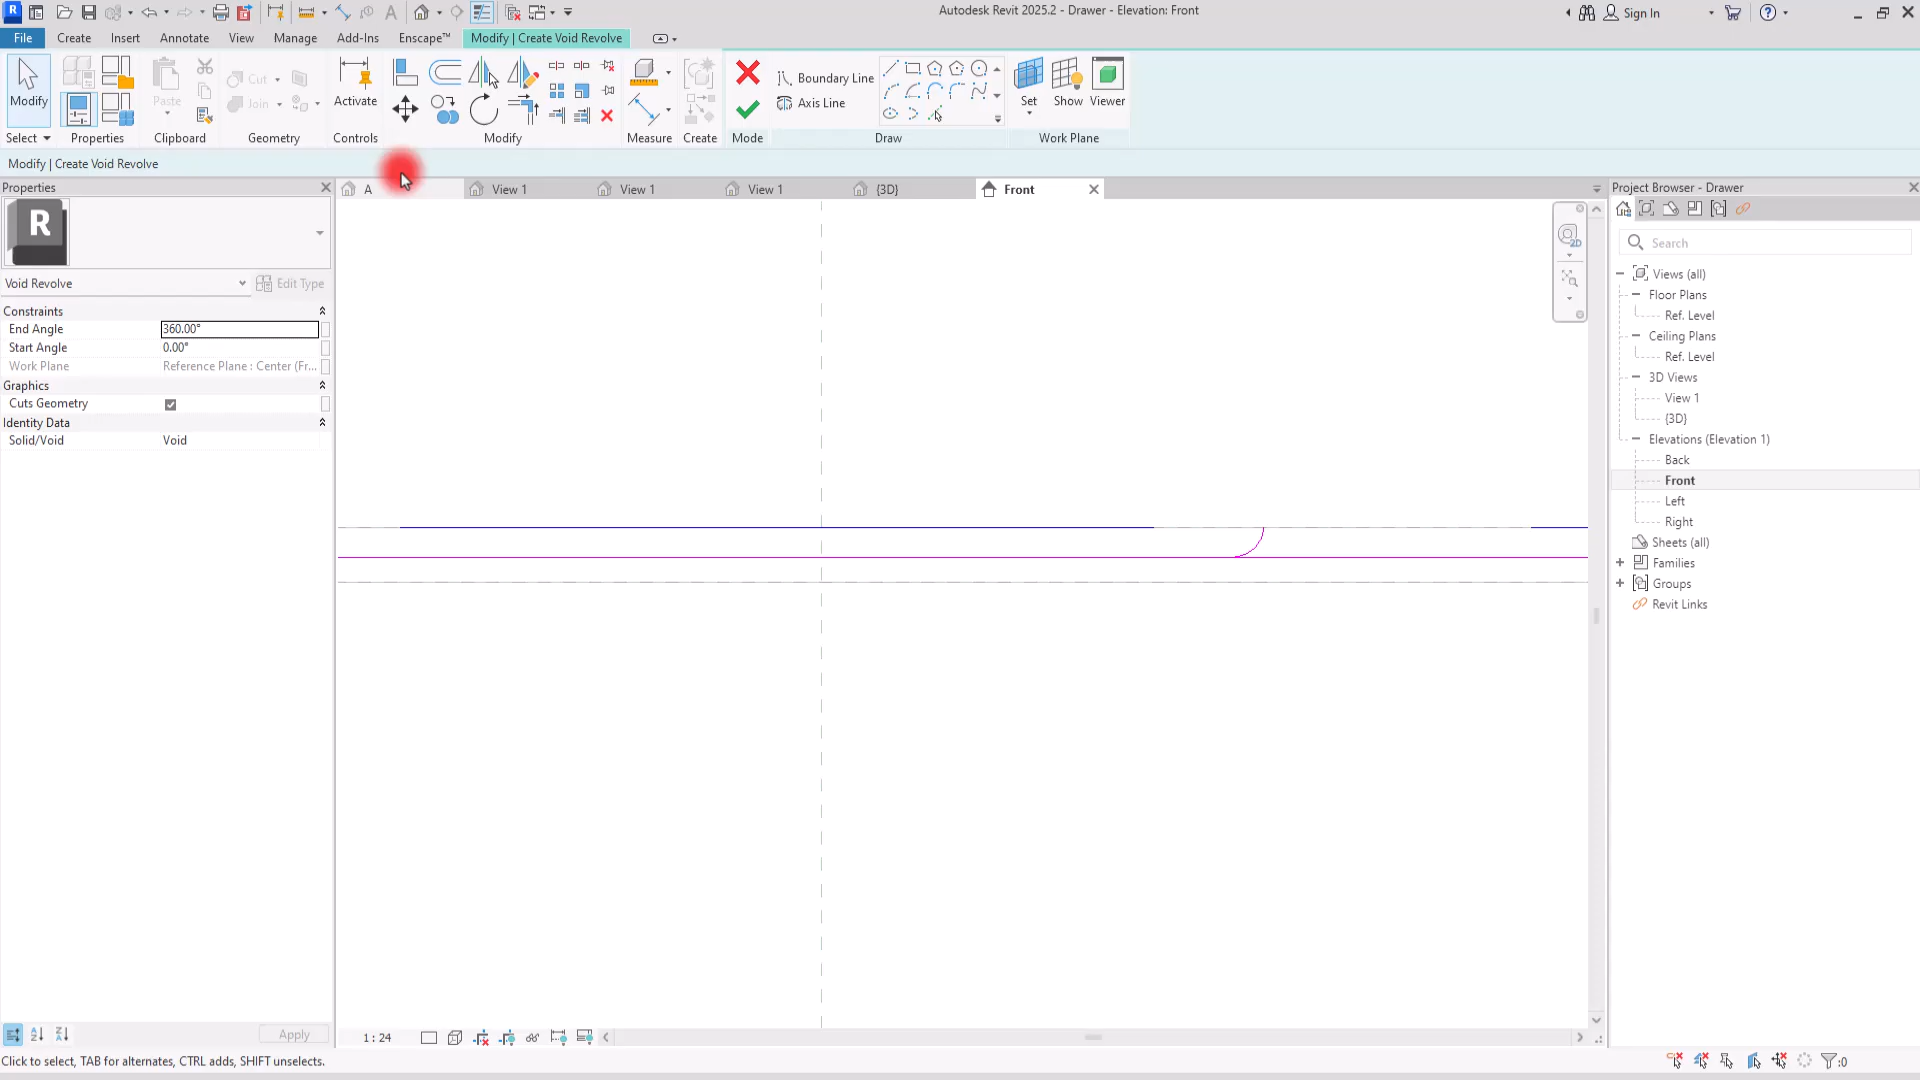 Autodesk Revit 2025.2 - Drawer - Elevation: Front
Sign In
File
Create
Insert
Annotate
View
Manage
Add-Ins
Enscape™
Modify | Create Void Revolve
Modify
Select
Properties
Paste
Clipboard
Cut
Join
Geometry
Activate
Controls
Modify
Measure
Create
Mode
Boundary Line
Axis Line
Draw
Set
Show
Viewer
Work Plane
Modify | Create Void Revolve
Properties
A
View 1
View 1
View 1
{3D}
Front
Project Browser - Drawer
R
2D
Void Revolve
Edit Type
Constraints
End Angle 360.00°
Start Angle 0.00°
Work Plane Reference Plane : Center (Fr...
Graphics
Cuts Geometry
Identity Data
Solid/Void Void
Search
Views (all)
Floor Plans
Ref. Level
Ceiling Plans
Ref. Level
3D Views
View 1
{3D}
Elevations (Elevation 1)
Back
Front
Left
Right
Sheets (all)
Families
Groups
Revit Links
Apply
1 : 24
Click to select, TAB for alternates, CTRL adds, SHIFT unselects.
:0